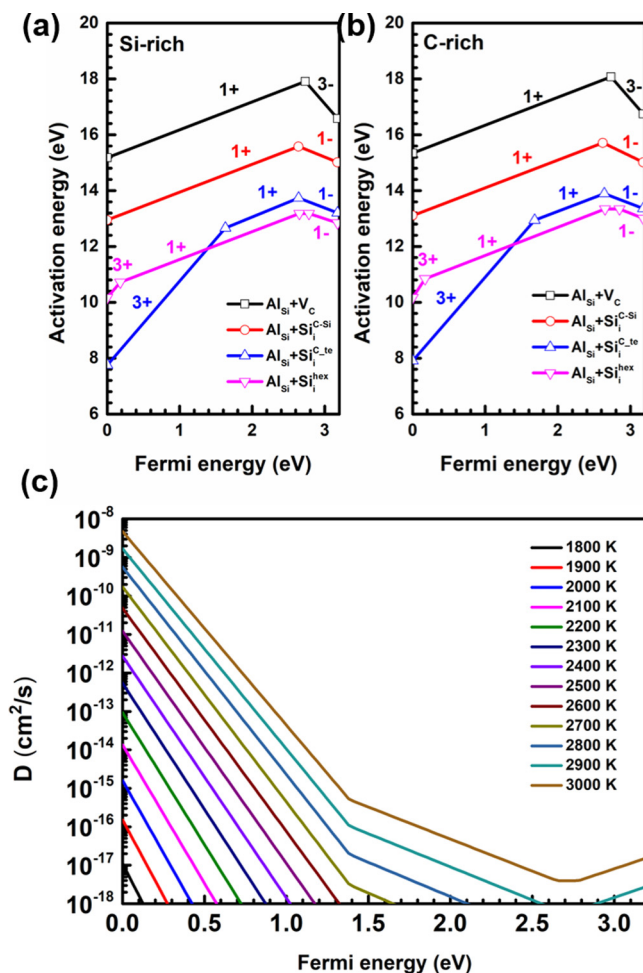 (a)
Si-rich
Activation energy (eV)
20
18
16
14
12
10
8
6
1+
3-
1+
1-
1+
1-
3+
1+
1-
3+
Al_Si+V_C
Al_Si+Si_i^C-Si
Al_Si+Si_i^C_te
Al_Si+Si_i^hex
0 1 2 3
Fermi energy (eV)
(b)
C-rich
Activation energy (eV)
20
18
16
14
12
10
8
6
1+
3-
1+
1-
1+
1-
3+
1+
1-
3+
Al_Si+V_C
Al_Si+Si_i^C-Si
Al_Si+Si_i^C_te
Al_Si+Si_i^hex
0 1 2 3
Fermi energy (eV)
(c)
D (cm²/s)
10⁻⁸
10⁻⁹
10⁻¹⁰
10⁻¹¹
10⁻¹²
10⁻¹³
10⁻¹⁴
10⁻¹⁵
10⁻¹⁶
10⁻¹⁷
10⁻¹⁸
1800 K
1900 K
2000 K
2100 K
2200 K
2300 K
2400 K
2500 K
2600 K
2700 K
2800 K
2900 K
3000 K
0.0 0.5 1.0 1.5 2.0 2.5 3.0
Fermi energy (eV)